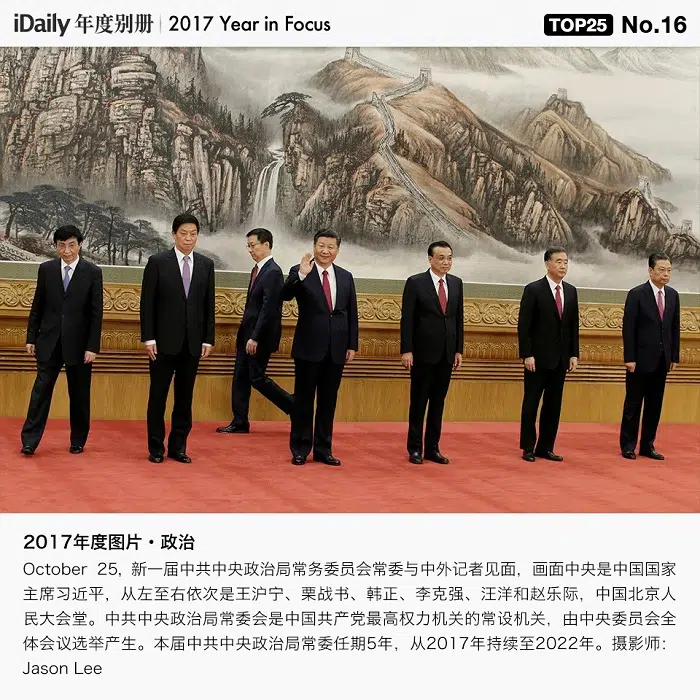 iDaily 年度别册 | 2017 Year in Focus
TOP25 No.16
2017年度图片・政治
October 25，新一届中共中央政治局常务委员会常委与中外记者见面，画面中央是中国国家
主席习近平，从左至右依次是王沪宁、栗战书、韩正、李克强、汪洋和赵乐际，中国北京人
民大会堂。中共中央政治局常委会是中国共产党最高权力机关的常设机关，由中央委员会全
体会议选举产生。本届中共中央政治局常委任期5年，从2017年持续至2022年。摄影师：
Jason Lee